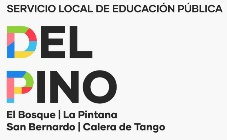 SERVICIO LOCAL DE EDUCACIÓN PÚBLICA
DEL
PINO
El Bosque | La Pintana
San Bernardo | Calera de Tango